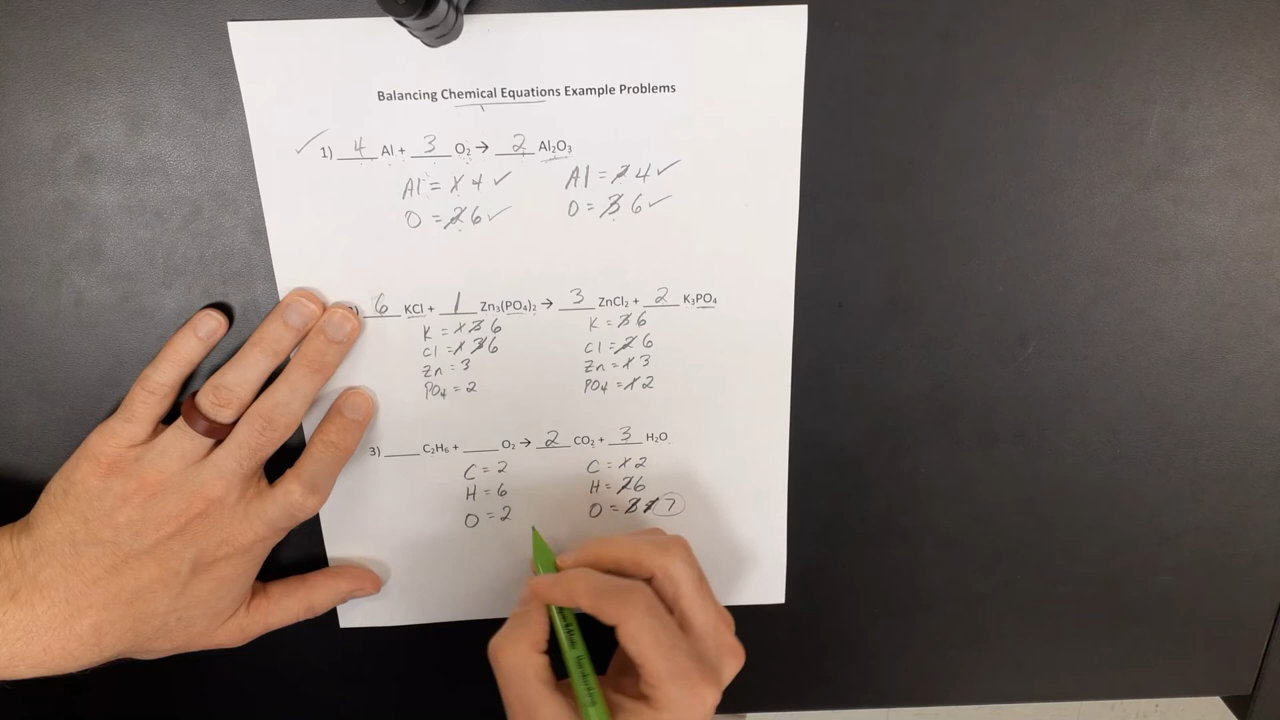 Balancing Chemical Equations Example Problems
✓ 1) 4 Al + 3 O₂ → 2 Al₂O₃
Al = 1 4 ✓ Al = 2 4 ✓
O = 2 6 ✓ O = 3 6 ✓
6 KCl + 1 Zn₃(PO₄)₂ → 3 ZnCl₂ + 2 K₃PO₄
K = 1 3 6 K = 3 6
Cl = 1 3 6 Cl = 2 6
Zn = 3 Zn = 1 3
PO₄ = 2 PO₄ = 1 2
3) ____ C₂H₆ + ____ O₂ → 2 CO₂ + 3 H₂O
C = 2 C = 1 2
H = 6 H = 2 6
O = 2 O = 7